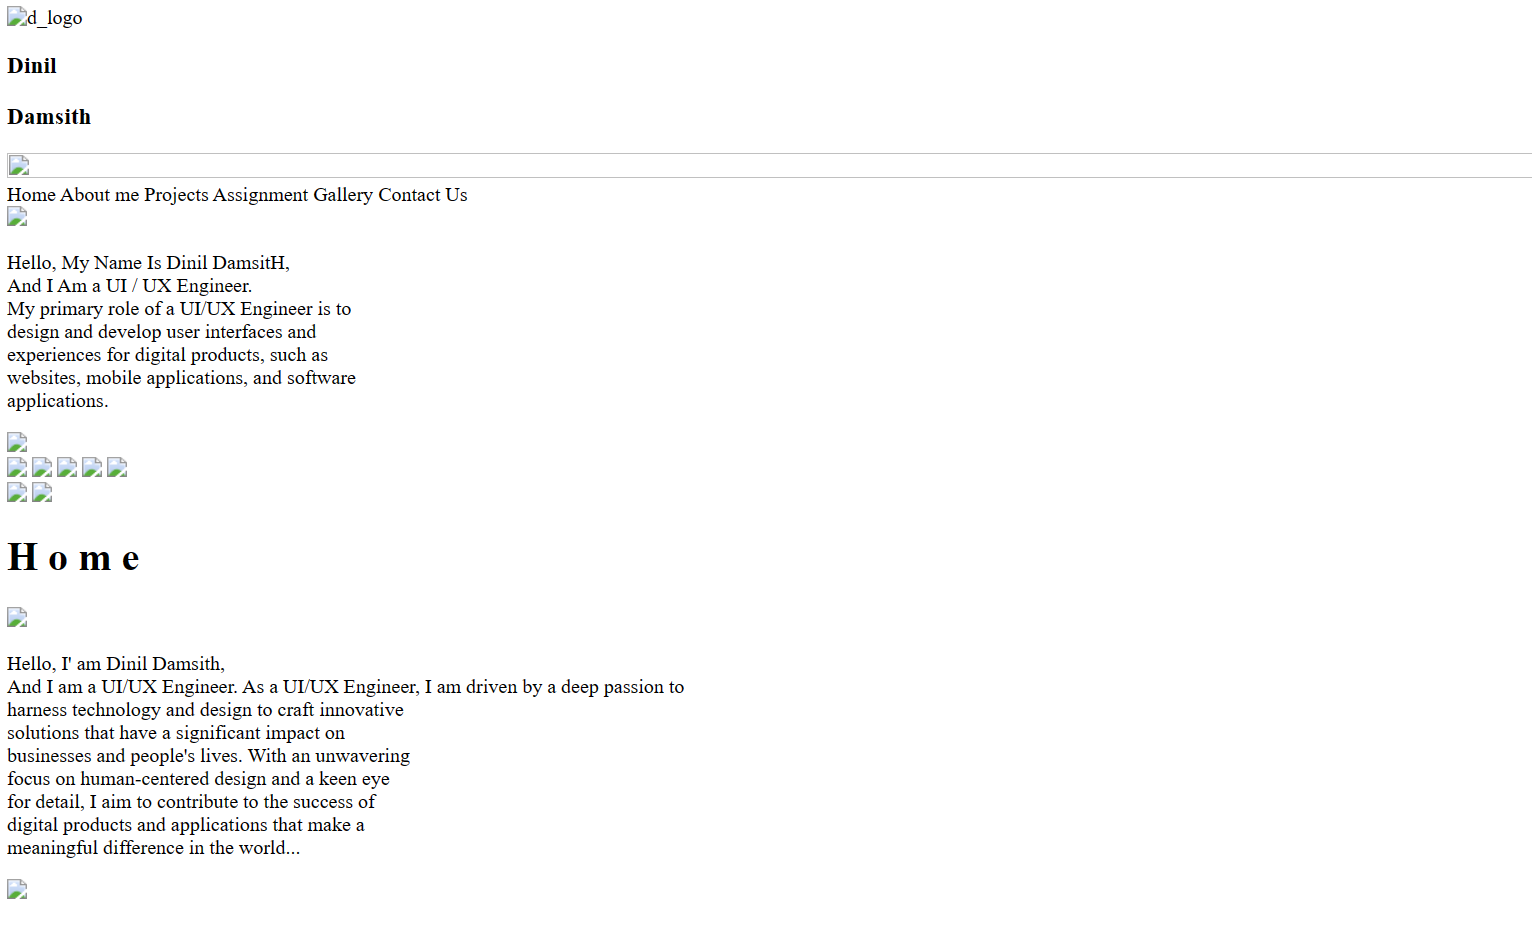 d_logo
Dinil
Damsith
Home About me Projects Assignment Gallery Contact Us
Hello, My Name Is Dinil DamsitH,
And I Am a UI / UX Engineer.
My primary role of a UI/UX Engineer is to
design and develop user interfaces and
experiences for digital products, such as
websites, mobile applications, and software
applications.
H o m e
Hello, I' am Dinil Damsith,
And I am a UI/UX Engineer. As a UI/UX Engineer, I am driven by a deep passion to
harness technology and design to craft innovative
solutions that have a significant impact on
businesses and people's lives. With an unwavering
focus on human-centered design and a keen eye
for detail, I aim to contribute to the success of
digital products and applications that make a
meaningful difference in the world...